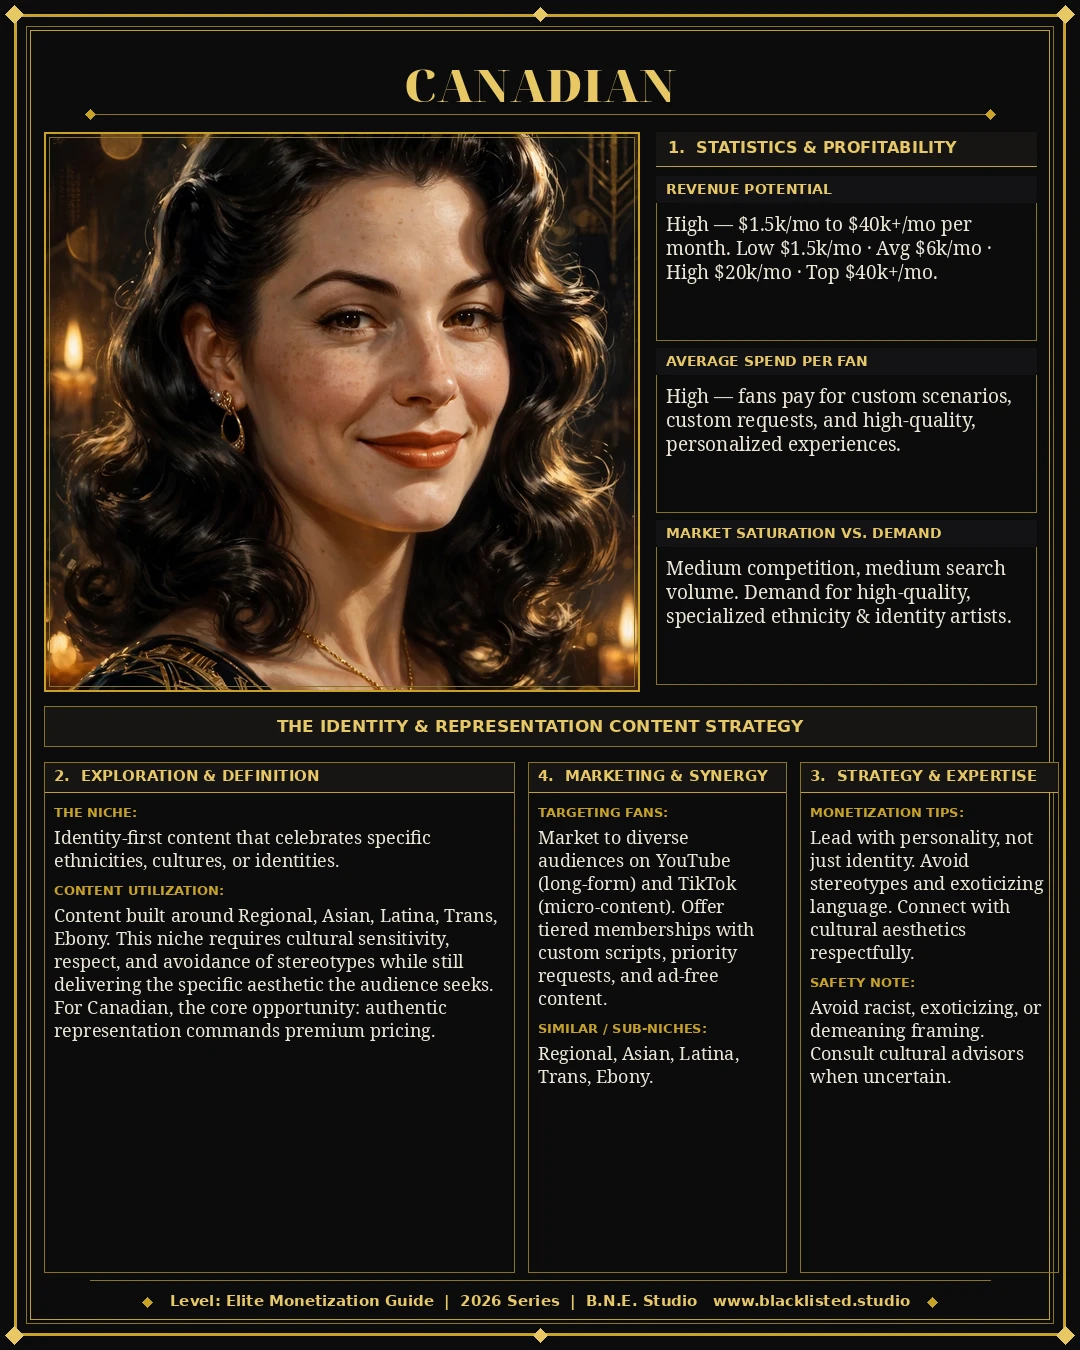 CANADIAN
1. STATISTICS & PROFITABILITY
REVENUE POTENTIAL
High — $1.5k/mo to $40k+/mo per
month. Low $1.5k/mo · Avg $6k/mo ·
High $20k/mo · Top $40k+/mo.
AVERAGE SPEND PER FAN
High — fans pay for custom scenarios,
custom requests, and high-quality,
personalized experiences.
MARKET SATURATION VS. DEMAND
Medium competition, medium search
volume. Demand for high-quality,
specialized ethnicity & identity artists.
THE IDENTITY & REPRESENTATION CONTENT STRATEGY
2. EXPLORATION & DEFINITION
THE NICHE:
Identity-first content that celebrates specific
ethnicities, cultures, or identities.
CONTENT UTILIZATION:
Content built around Regional, Asian, Latina, Trans,
Ebony. This niche requires cultural sensitivity,
respect, and avoidance of stereotypes while still
delivering the specific aesthetic the audience seeks.
For Canadian, the core opportunity: authentic
representation commands premium pricing.
4. MARKETING & SYNERGY
TARGETING FANS:
Market to diverse
audiences on YouTube
(long-form) and TikTok
(micro-content). Offer
tiered memberships with
custom scripts, priority
requests, and ad-free
content.
SIMILAR / SUB-NICHES:
Regional, Asian, Latina,
Trans, Ebony.
3. STRATEGY & EXPERTISE
MONETIZATION TIPS:
Lead with personality, not
just identity. Avoid
stereotypes and exoticizing
language. Connect with
cultural aesthetics
respectfully.
SAFETY NOTE:
Avoid racist, exoticizing, or
demeaning framing.
Consult cultural advisors
when uncertain.
Level: Elite Monetization Guide | 2026 Series | B.N.E. Studio www.blacklisted.studio